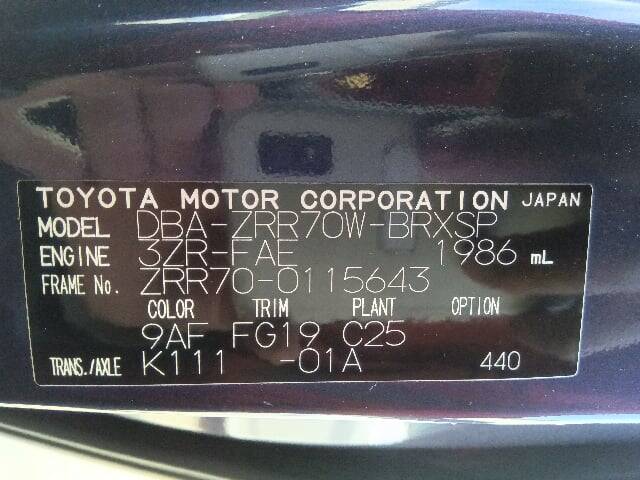 TOYOTA MOTOR CORPORATION JAPAN
MODEL DBA-ZRR70W-BRXSP
ENGINE 3ZR-FAE 1986 mL
FRAME No. ZRR70-0115643
COLOR TRIM PLANT OPTION
9AF FG19 C25
TRANS./AXLE K111 -01A 440